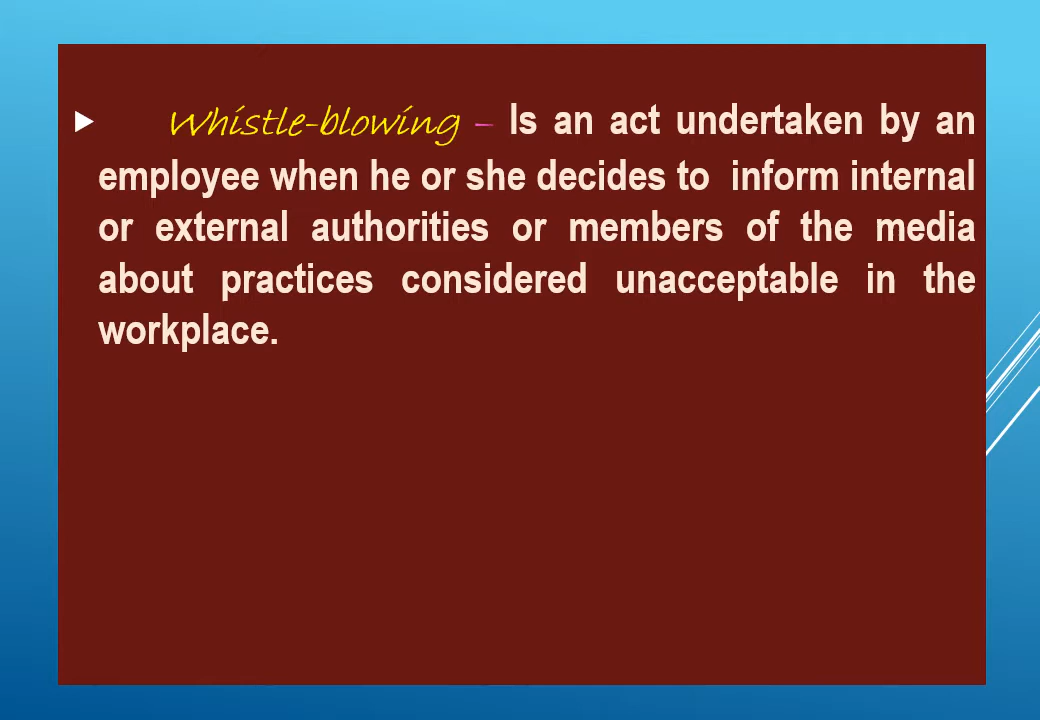 Whistle-blowing – Is an act undertaken by an
employee when he or she decides to inform internal
or external authorities or members of the media
about practices considered unacceptable in the
workplace.